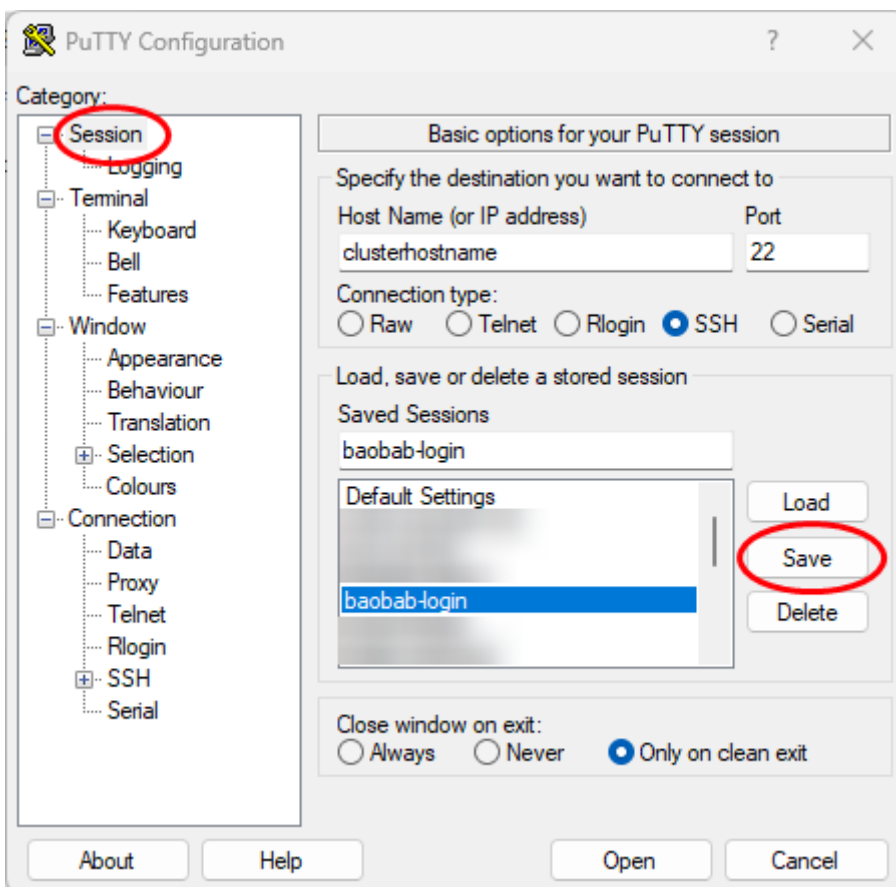 PuTTY Configuration
?
Category:
Session
Logging
Terminal
Keyboard
Bell
Features
Window
Appearance
Behaviour
Translation
Selection
Colours
Connection
Data
Proxy
Telnet
Rlogin
SSH
Serial
Basic options for your PuTTY session
Specify the destination you want to connect to
Host Name (or IP address) Port
clusterhostname 22
Connection type:
Raw Telnet Rlogin SSH Serial
Load, save or delete a stored session
Saved Sessions
baobab-login
Default Settings
baobab-login
Load
Save
Delete
Close window on exit:
Always Never Only on clean exit
About Help Open Cancel